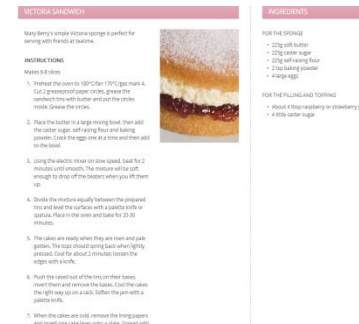 VICTORIA SANDWICH
Mary Berry's simple Victoria sponge is perfect for
serving with friends at teatime.
INSTRUCTIONS
Makes 6-8 slices
1. Preheat the oven to 180°C/fan 170°C/gas mark 4.
Cut 2 greaseproof paper circles, grease the
sandwich tins with butter and put the circles
inside. Grease the circles.
2. Place the butter in a large mixing bowl, then add
the caster sugar, self-raising flour and baking
powder. Crack the eggs one at a time and then add
to the bowl.
3. Using the electric mixer on slow speed, beat for 2
minutes until smooth. The mixture will be soft
enough to drop off the beaters when you lift them
up.
4. Divide the mixture equally between the prepared
tins and level the surfaces with a palette knife or
spatula. Place in the oven and bake for 20-30
minutes.
5. The cakes are ready when they are risen and pale
golden. The tops should spring back when lightly
pressed. Cool for about 2 minutes; loosen the
edges with a knife.
6. Push the cakes out of the tins on their bases,
invert them and remove the bases. Cool the cakes
the right way up on a rack. Soften the jam with a
palette knife.
7. When the cakes are cold, remove the lining papers
and invert one cake layer onto a plate. Spread with
INGREDIENTS
FOR THE SPONGE
• 225g soft butter
• 225g caster sugar
• 225g self-raising flour
• 2 tsp baking powder
• 4 large eggs
FOR THE FILLING AND TOPPING
• About 4 tbsp raspberry or strawberry
• A little caster sugar